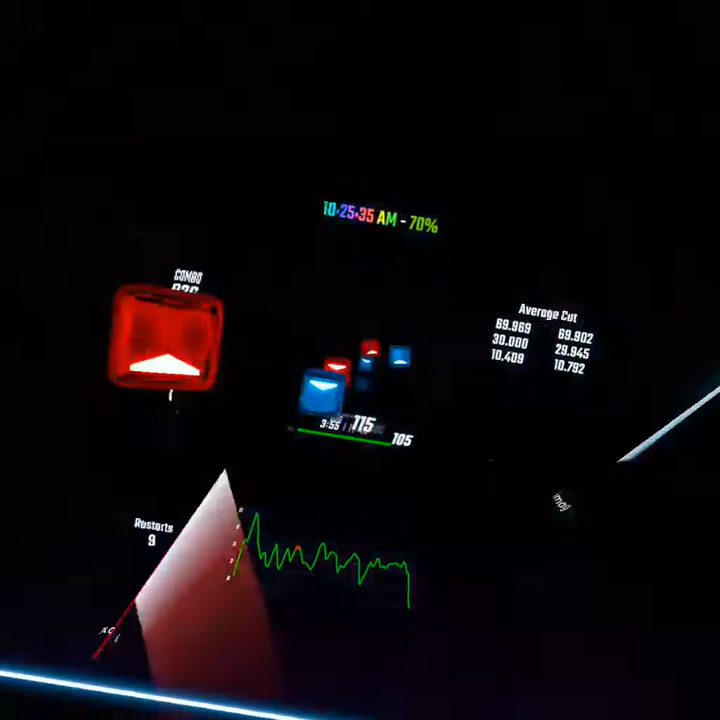 10:25:35 AM - 70%
COMBO
Average Cut
69.969 69.902
30.000 29.945
10.409 10.792
115
3:55
105
Restarts
9